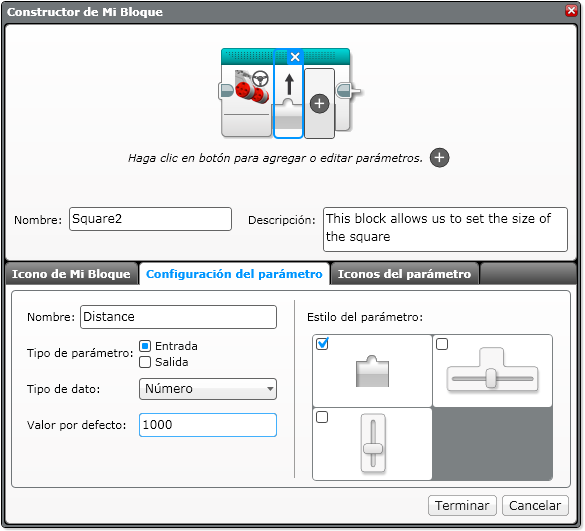 Constructor de Mi Bloque
Haga clic en botón para agregar o editar parámetros.
Nombre: Square2
Descripción: This block allows us to set the size of
the square
Icono de Mi Bloque
Configuración del parámetro
Iconos del parámetro
Nombre: Distance
Tipo de parámetro: Entrada
Salida
Tipo de dato: Número
Valor por defecto: 1000
Estilo del parámetro:
Terminar
Cancelar